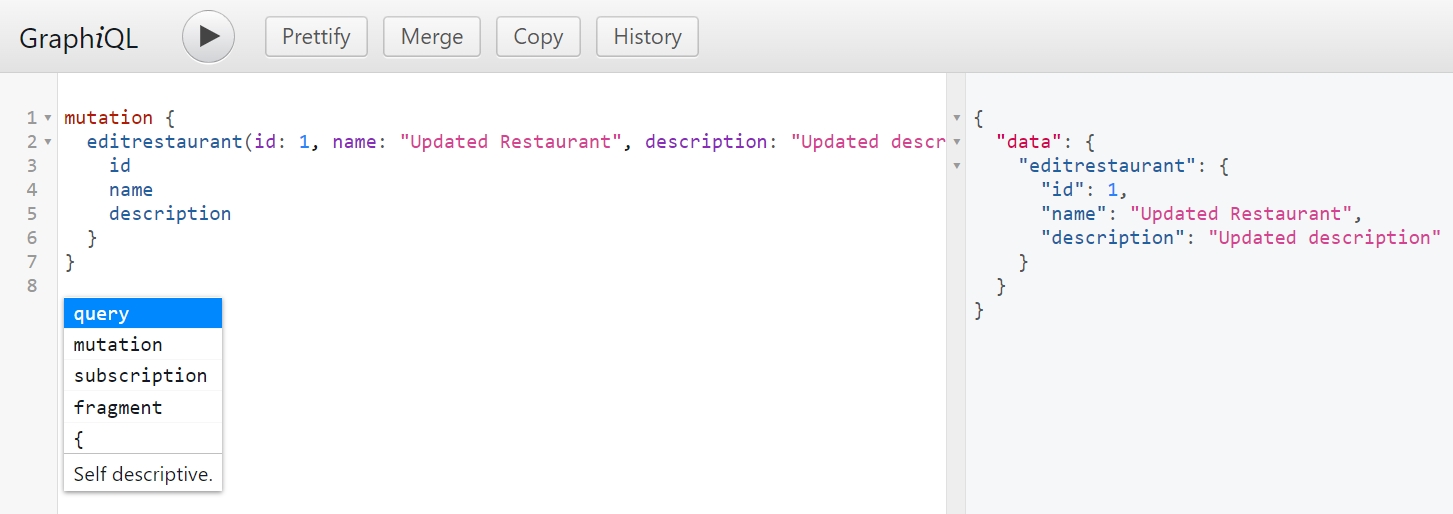 GraphiQL Prettify Merge Copy History
1 mutation {
2 editrestaurant(id: 1, name: "Updated Restaurant", description: "Updated descr
3 id
4 name
5 description
6 }
7 }
8
query
mutation
subscription
fragment
{
Self descriptive.
{
"data": {
"editrestaurant": {
"id": 1,
"name": "Updated Restaurant",
"description": "Updated description"
}
}
}